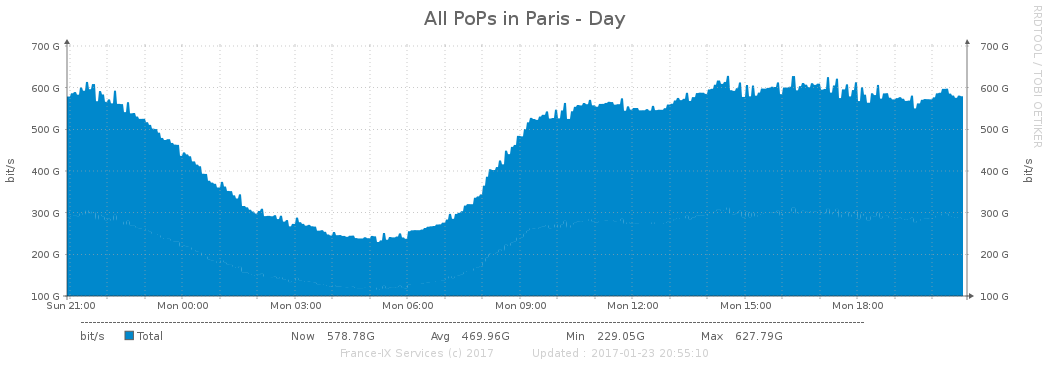 All PoPs in Paris - Day
RRDTOOL / TOBI OETIKER
700 G 700 G
600 G 600 G
500 G 500 G
400 G 400 G
300 G 300 G
200 G 200 G
100 G 100 G
bit/s bit/s
Sun 21:00 Mon 00:00 Mon 03:00 Mon 06:00 Mon 09:00 Mon 12:00 Mon 15:00 Mon 18:00
bit/s Total Now 578.78G Avg 469.96G Min 229.05G Max 627.79G
France-IX Services (c) 2017 Updated : 2017-01-23 20:55:10